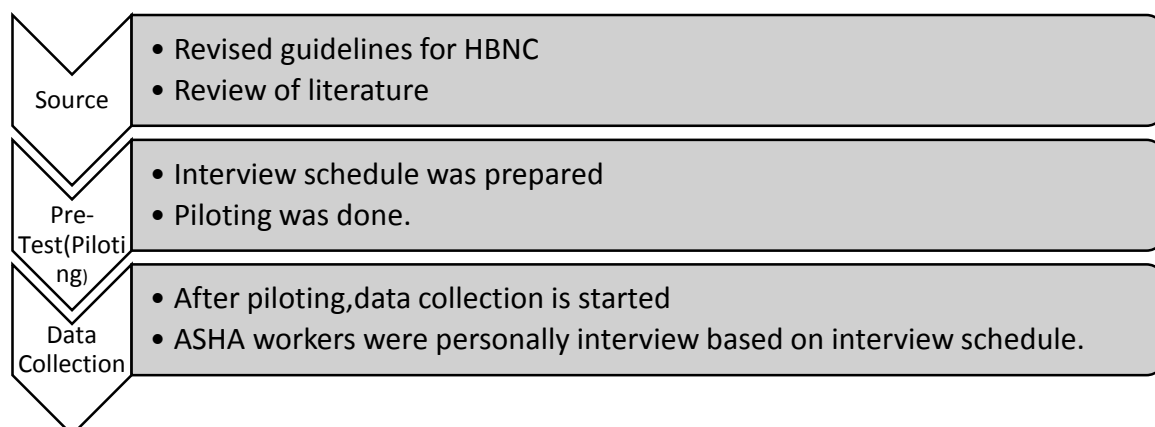 Source
• Revised guidelines for HBNC
• Review of literature
Pre-
Test(Piloti
ng)
• Interview schedule was prepared
• Piloting was done.
Data
Collection
• After piloting,data collection is started
• ASHA workers were personally interview based on interview schedule.